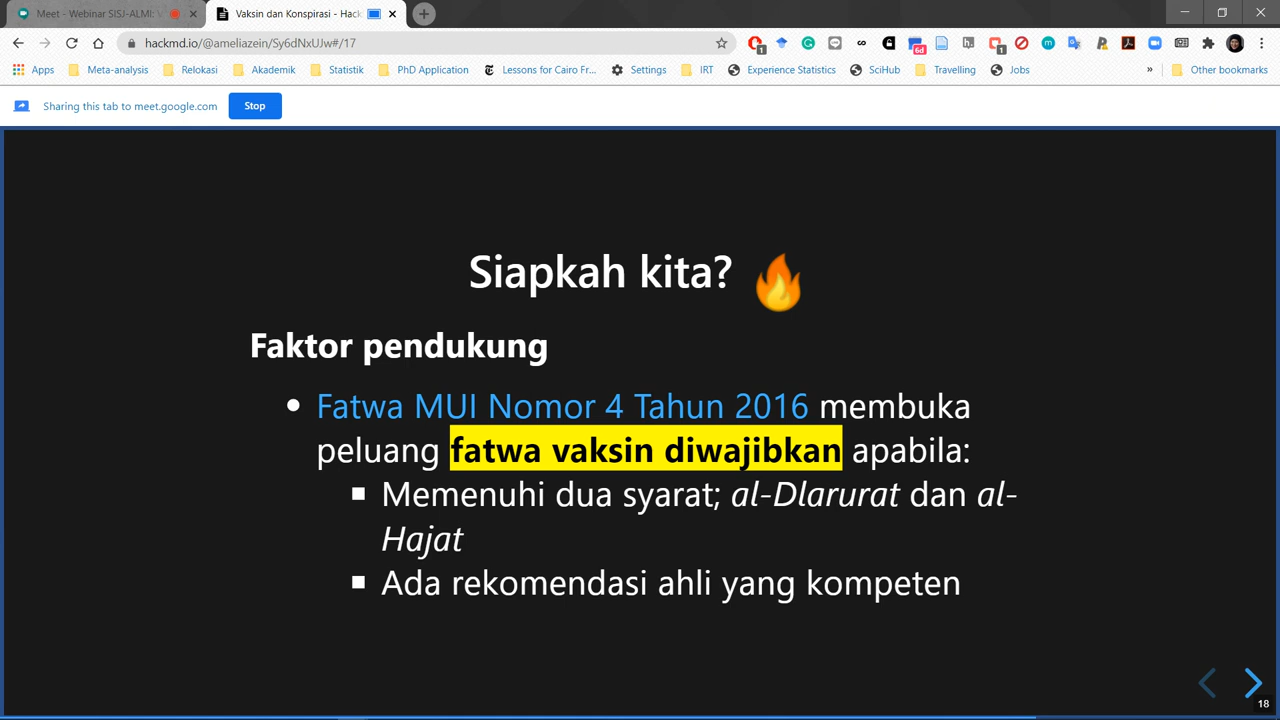 Meet - Webinar SISJ-ALMI: V
Vaksin dan Konspirasi - Hack
hackmd.io/@ameliazein/Sy6dNxUJw#/17
1
6d
1
Apps
Meta-analysis
Relokasi
Akademik
Statistik
PhD Application
Lessons for Cairo Fr...
Settings
IRT
Experience Statistics
SciHub
Travelling
Jobs
»
Other bookmarks
Sharing this tab to meet.google.com
Stop
Siapkah kita?
Faktor pendukung
Fatwa MUI Nomor 4 Tahun 2016 membuka
peluang fatwa vaksin diwajibkan apabila:
Memenuhi dua syarat; al-Dlarurat dan al-
Hajat
Ada rekomendasi ahli yang kompeten
18